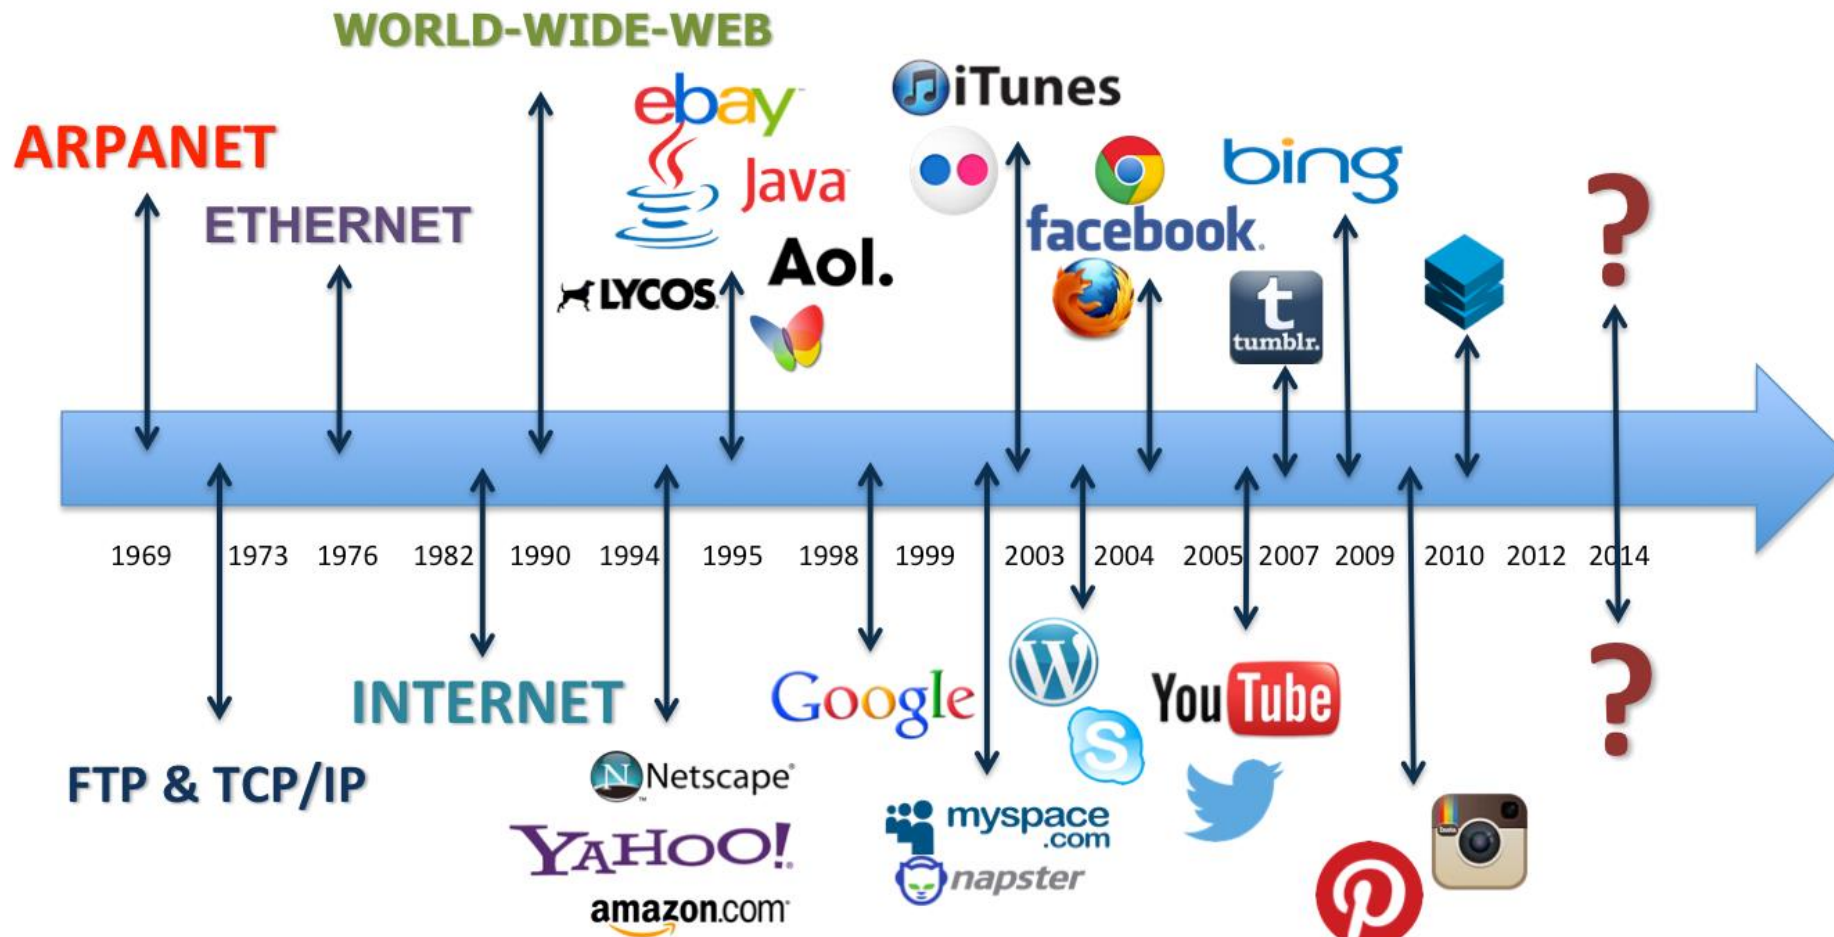 WORLD-WIDE-WEB
iTunes
ebay
ARPANET
Java
bing
ETHERNET
facebook.
Aol.
LYCOS
t
tumblr.
?
1969 1973 1976 1982 1990 1994 1995 1998 1999 2003 2004 2005 2007 2009 2010 2012 2014
W
INTERNET
Google
You Tube
S
?
FTP & TCP/IP
N Netscape
YAHOO!
myspace
.com
napster
amazon.com
P